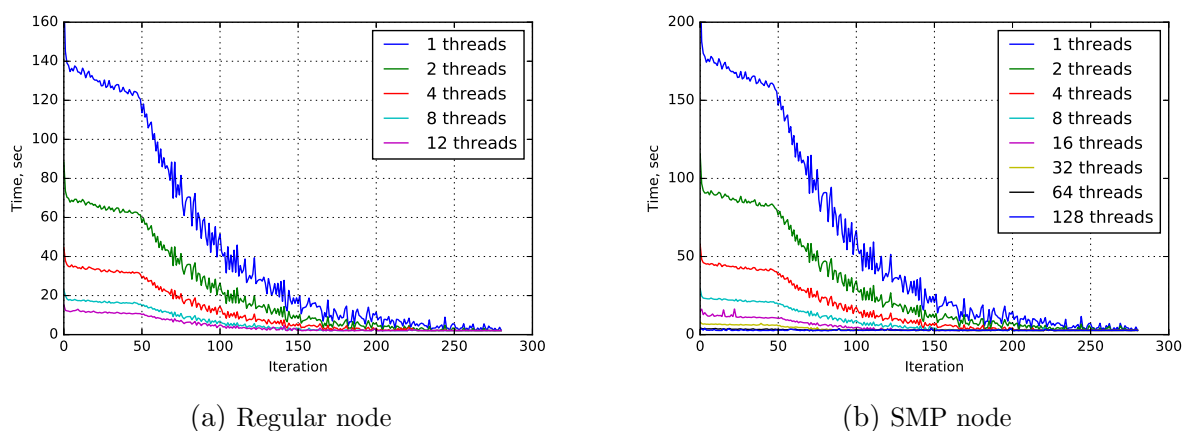 160
140
120
100
80
60
40
20
0
Time, sec
0 50 100 150 200 250 300
Iteration
1 threads
2 threads
4 threads
8 threads
12 threads
(a) Regular node
200
150
100
50
0
Time, sec
0 50 100 150 200 250 300
Iteration
1 threads
2 threads
4 threads
8 threads
16 threads
32 threads
64 threads
128 threads
(b) SMP node